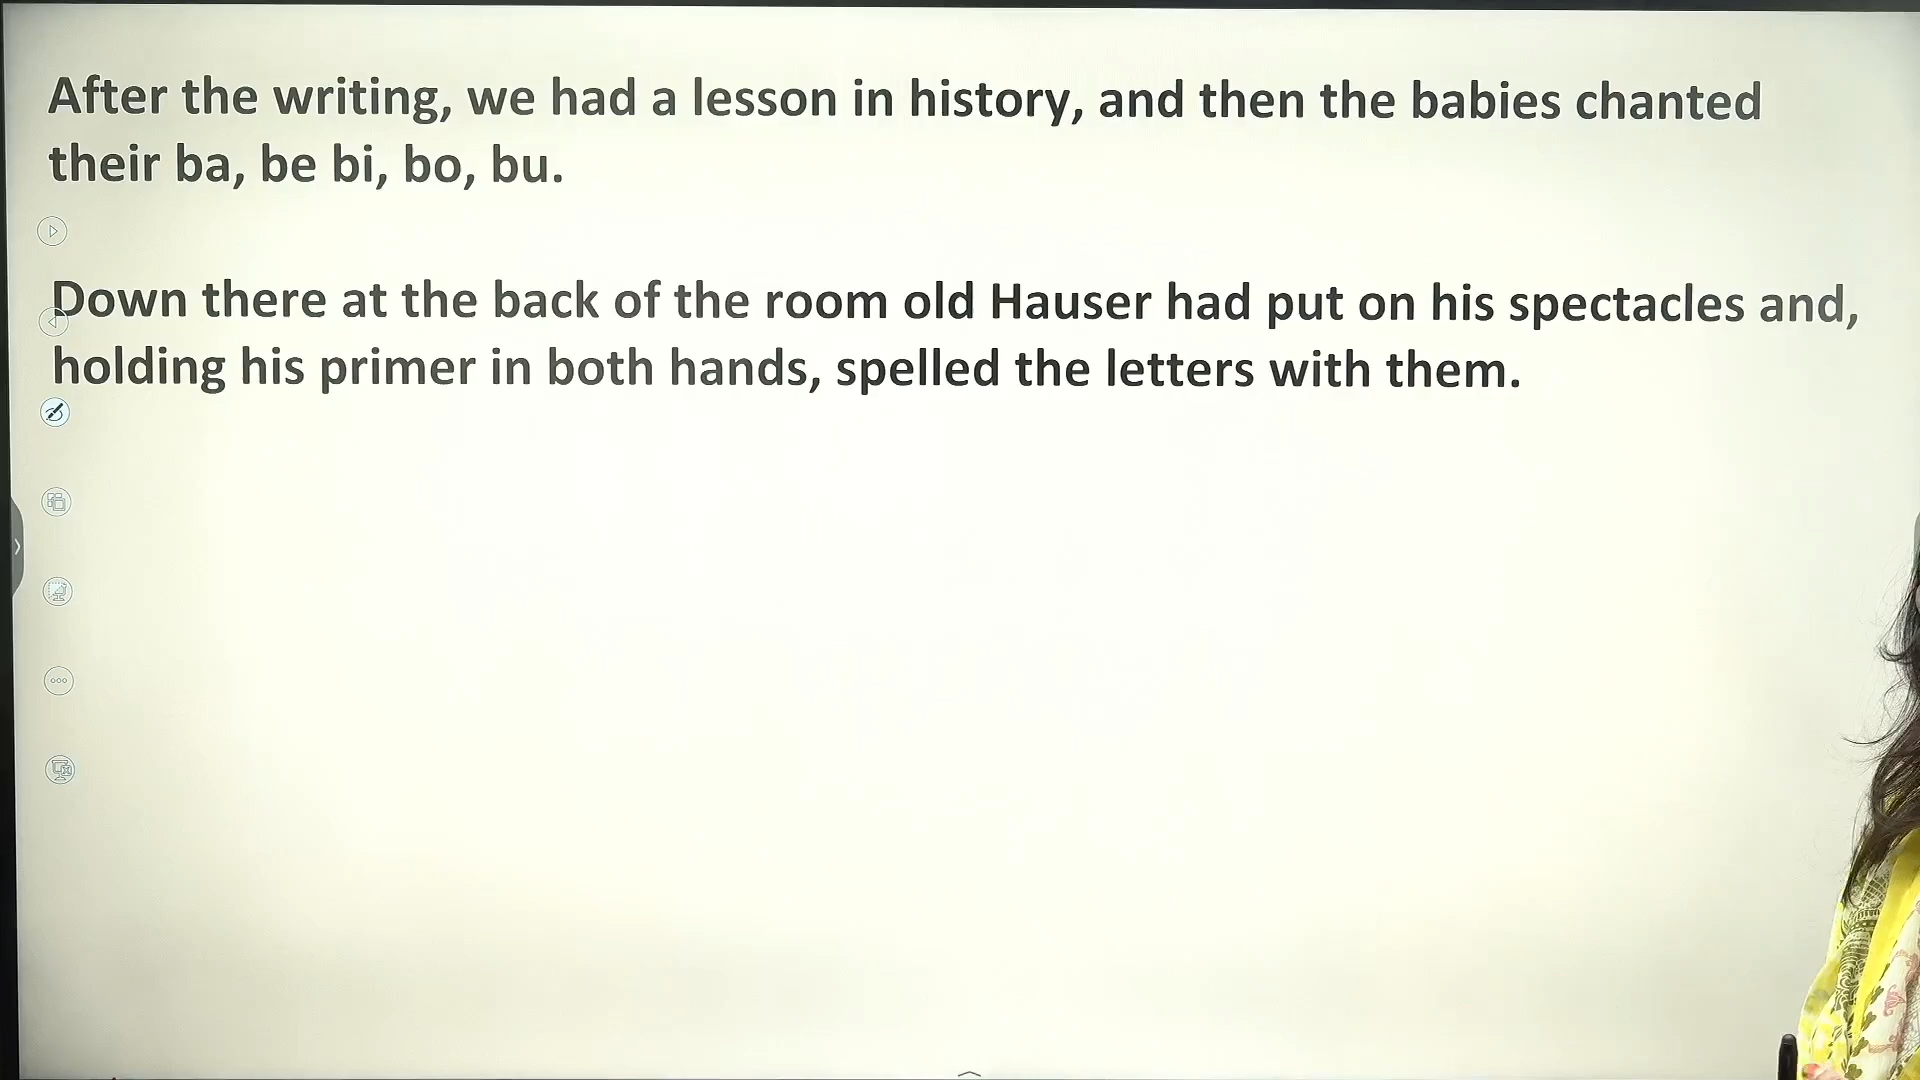 After the writing, we had a lesson in history, and then the babies chanted
their ba, be bi, bo, bu.
Down there at the back of the room old Hauser had put on his spectacles and,
holding his primer in both hands, spelled the letters with them.